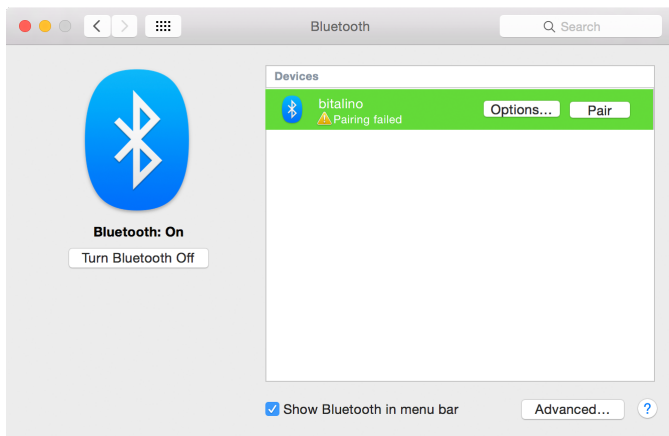 Bluetooth
Search
Devices
bitalino
Pairing failed
Options...
Pair
Bluetooth: On
Turn Bluetooth Off
Show Bluetooth in menu bar
Advanced...
?